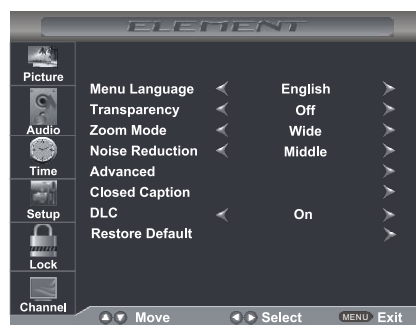 ELEMENT
Picture
Audio
Time
Setup
Lock
Channel
Menu Language English
Transparency Off
Zoom Mode Wide
Noise Reduction Middle
Advanced
Closed Caption
DLC On
Restore Default
Move Select MENU Exit